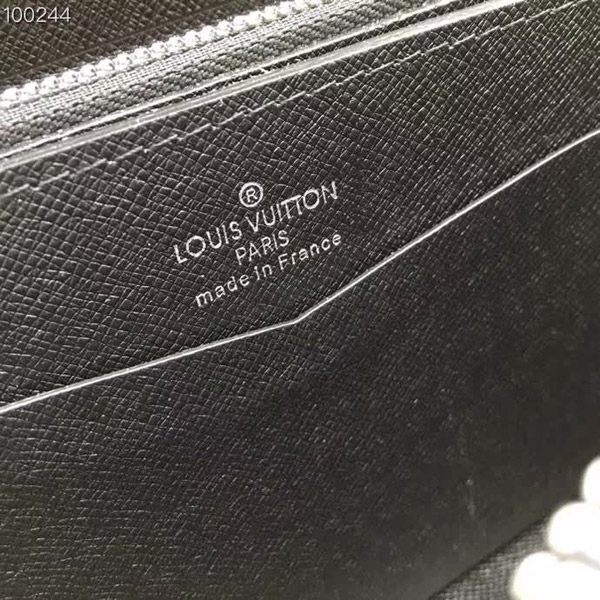 100244
®
LOUIS VUITTON
PARIS
made in France